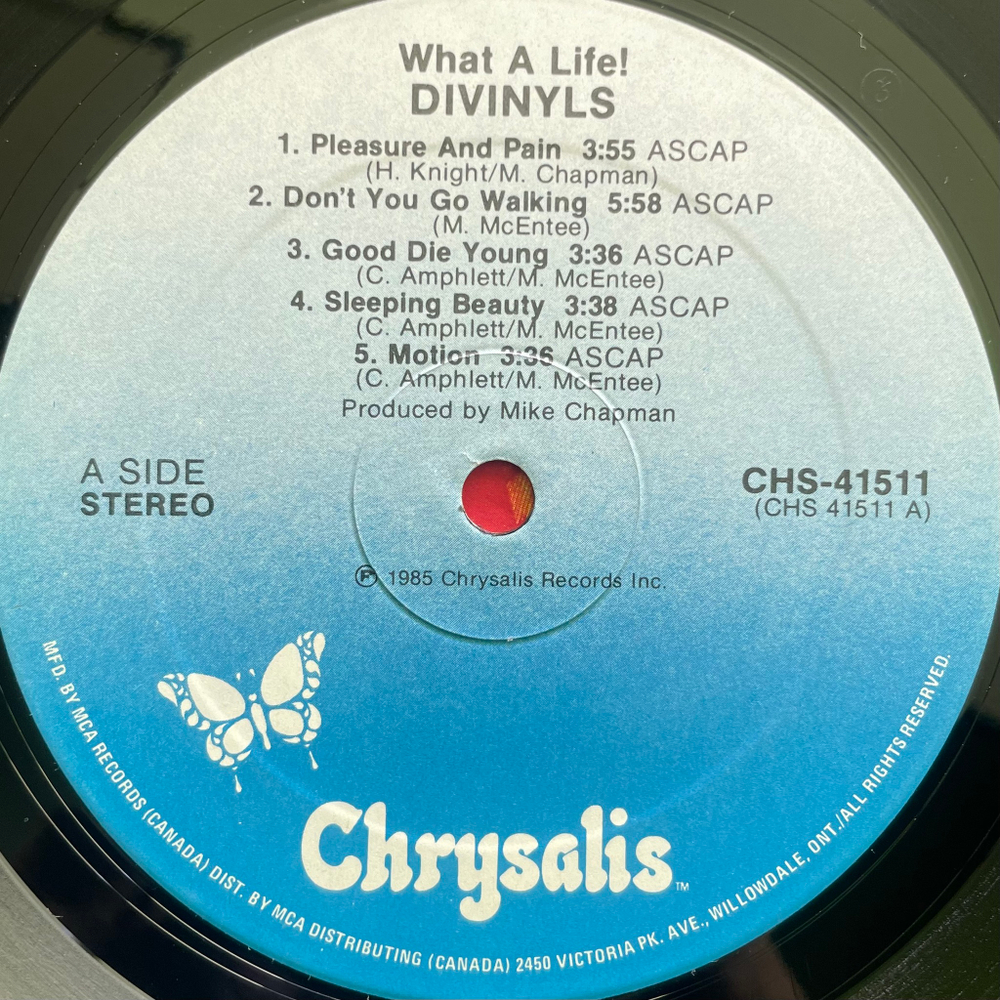 What A Life!
DIVINYLS
1. Pleasure And Pain 3:55 ASCAP
(H. Knight/M. Chapman)
2. Don't You Go Walking 5:58 ASCAP
(M. McEntee)
3. Good Die Young 3:36 ASCAP
(C. Amphlett/M. McEntee)
4. Sleeping Beauty 3:38 ASCAP
(C. Amphlett/M. McEntee)
5. Motion 3:36 ASCAP
(C. Amphlett/M. McEntee)
Produced by Mike Chapman
A SIDE
STEREO
CHS-41511
(CHS 41511 A)
℗ 1985 Chrysalis Records Inc.
Chrysalis™
MFD. BY MCA RECORDS (CANADA) DIST. BY MCA DISTRIBUTING (CANADA) 2450 VICTORIA PK. AVE., WILLOWDALE, ONT./ALL RIGHTS RESERVED.